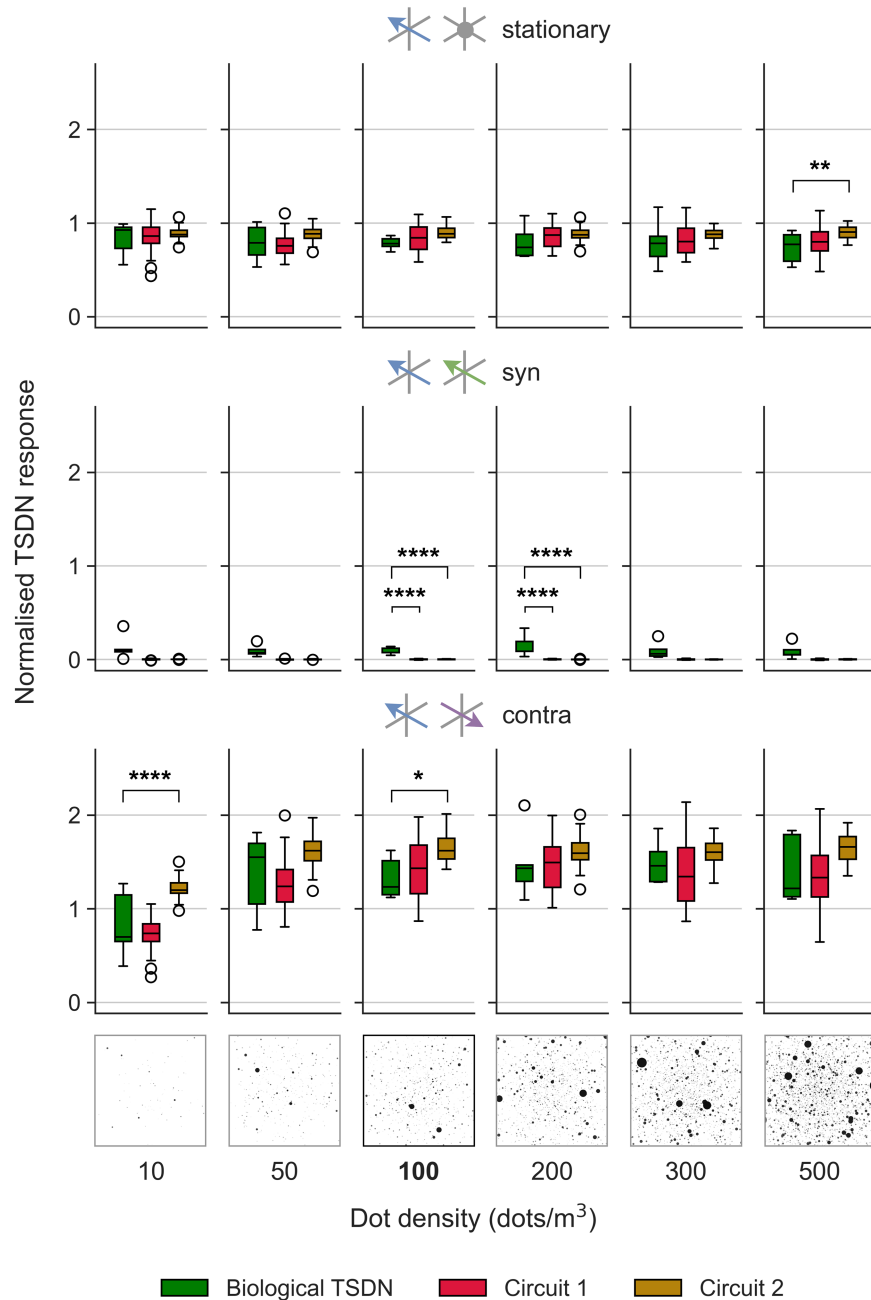 stationary
2
1
0
**
syn
Normalised TSDN response
2
1
0
**** ****
**** ****
contra
2
1
0
**** *
10 50 100 200 300 500
Dot density (dots/m³)
Biological TSDN Circuit 1 Circuit 2